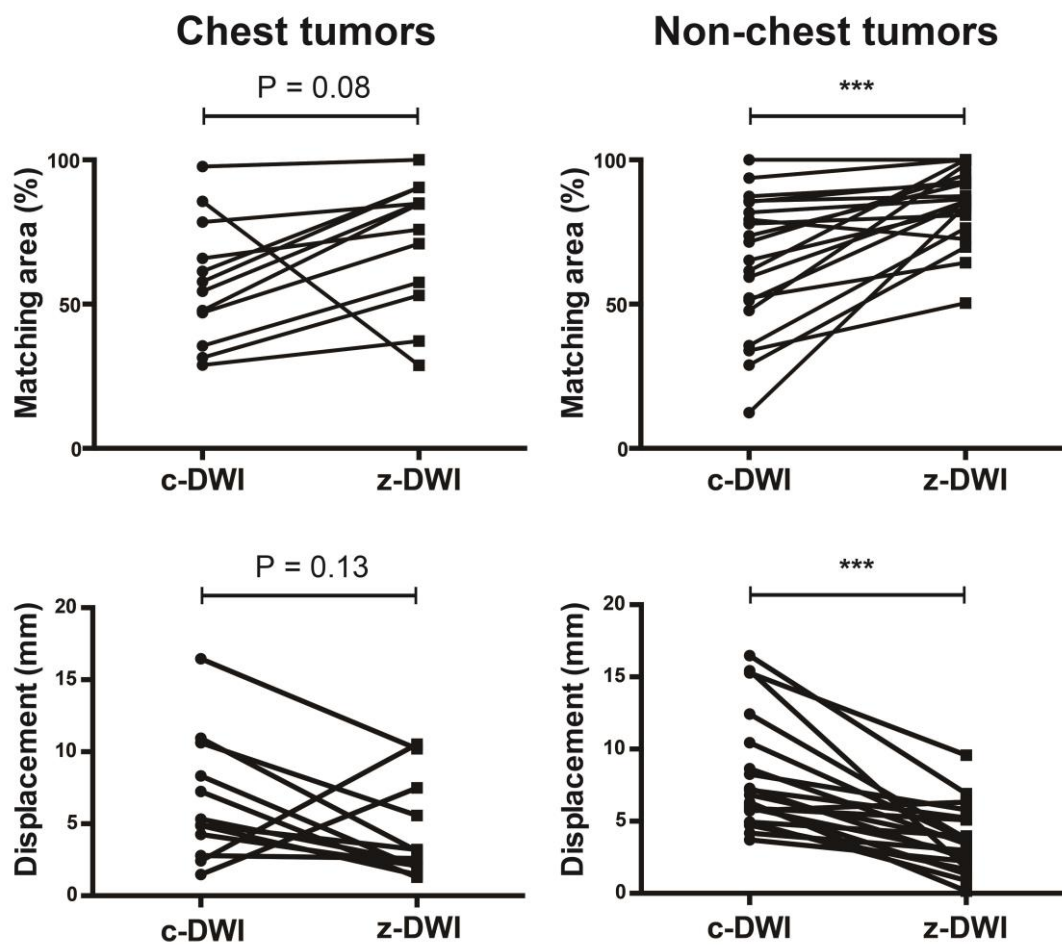 Chest tumors
P = 0.08
Matching area (%)
100
50
0
c-DWI z-DWI
Non-chest tumors
***
Matching area (%)
100
50
0
c-DWI z-DWI
P = 0.13
Displacement (mm)
20
15
10
5
0
c-DWI z-DWI
***
Displacement (mm)
20
15
10
5
0
c-DWI z-DWI